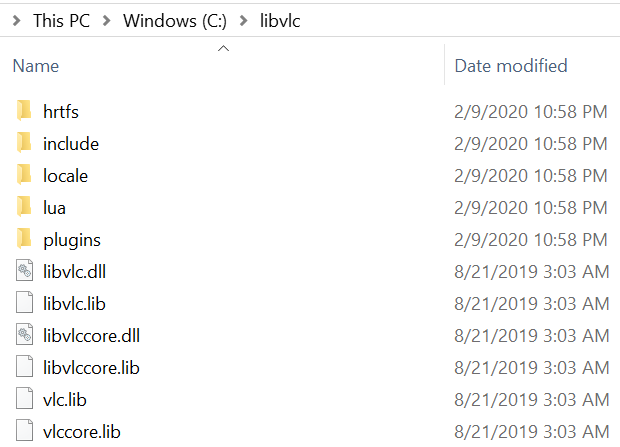 This PC > Windows (C:) > libvlc
Name Date modified
hrtfs 2/9/2020 10:58 PM
include 2/9/2020 10:58 PM
locale 2/9/2020 10:58 PM
lua 2/9/2020 10:58 PM
plugins 2/9/2020 10:58 PM
libvlc.dll 8/21/2019 3:03 AM
libvlc.lib 8/21/2019 3:03 AM
libvlccore.dll 8/21/2019 3:03 AM
libvlccore.lib 8/21/2019 3:03 AM
vlc.lib 8/21/2019 3:03 AM
vlccore.lib 8/21/2019 3:03 AM